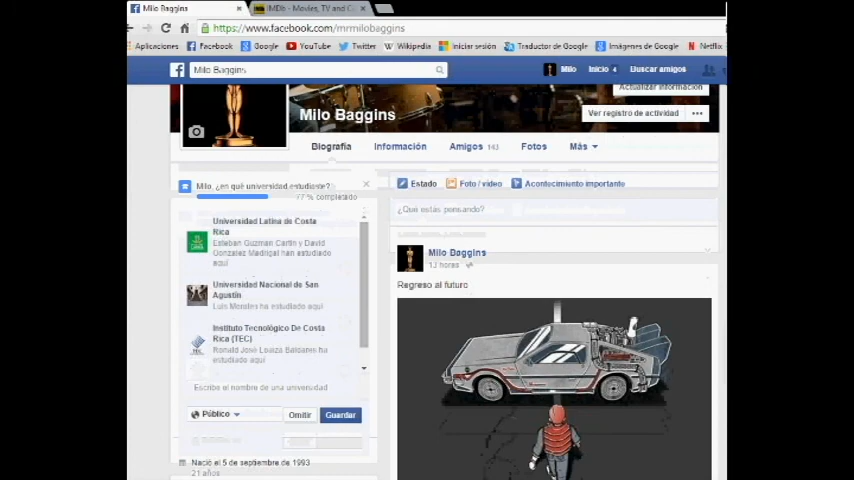 Milo Baggins
IMDb - Movies, TV and C
https://www.facebook.com/mrmilobaggins
Aplicaciones
Facebook
Google
YouTube
Twitter
Wikipedia
Iniciar sesión
Traductor de Google
Imágenes de Google
Netflix
Milo Baggins
Milo
Inicio 4
Buscar amigos
Actualizar información
Milo Baggins
Ver registro de actividad
Biografía
Información
Amigos 143
Fotos
Más
Milo, ¿en qué universidad estudiaste?
77 % completado
Universidad Latina de Costa
Rica
Esteban Guzman Cartin y David
Gonzalez Madrigal han estudiado
aquí
Universidad Nacional de San
Agustín
Luis Morales ha estudiado aquí
Instituto Tecnológico De Costa
Rica (TEC)
Ronald José Loaiza Baldares ha
estudiado aquí
Escribe el nombre de una universidad
Público
Omitir
Guardar
Nació el 5 de septiembre de 1993
21 años
Estado
Foto / vídeo
Acontecimiento importante
¿Qué estás pensando?
Milo Baggins
13 horas
Regreso al futuro